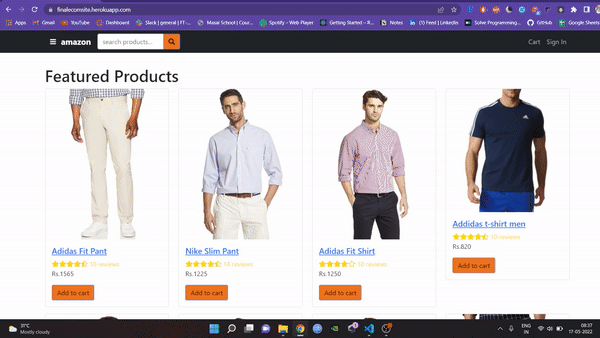 finalecomsite.herokuapp.com
Gmail
YouTube
Dashboard
Slack | general | FT-...
Masai School | Cour...
Spotify - Web Player
Getting Started - R...
Notes
(1) Feed | LinkedIn
Solve Programming...
GitHub
Google Sheets
amazon
search products...
Cart
Sign In
Featured Products
Adidas Fit Pant
10 reviews
Rs.1565
Add to cart
Nike Slim Pant
14 reviews
Rs.1225
Add to cart
Adidas Fit Shirt
10 reviews
Rs.1250
Add to cart
Addidas t-shirt men
10 reviews
Rs.820
Add to cart
31°C
Mostly cloudy
ENG
IN
08:37
17-05-2022